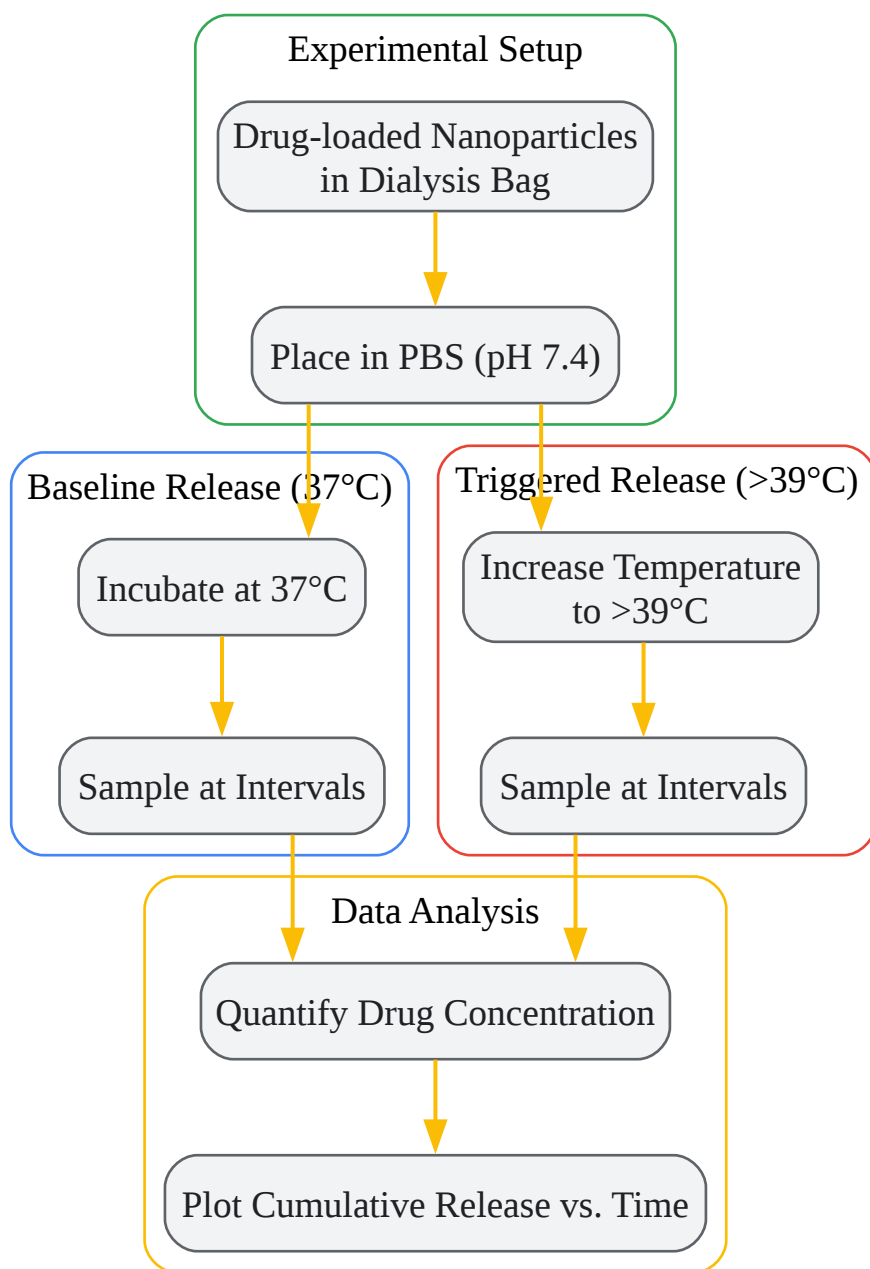 Experimental Setup
Drug-loaded Nanoparticles
in Dialysis Bag
Place in PBS (pH 7.4)
Baseline Release (37°C)
Incubate at 37°C
Sample at Intervals
Triggered Release (>39°C)
Increase Temperature
to >39°C
Sample at Intervals
Data Analysis
Quantify Drug Concentration
Plot Cumulative Release vs. Time